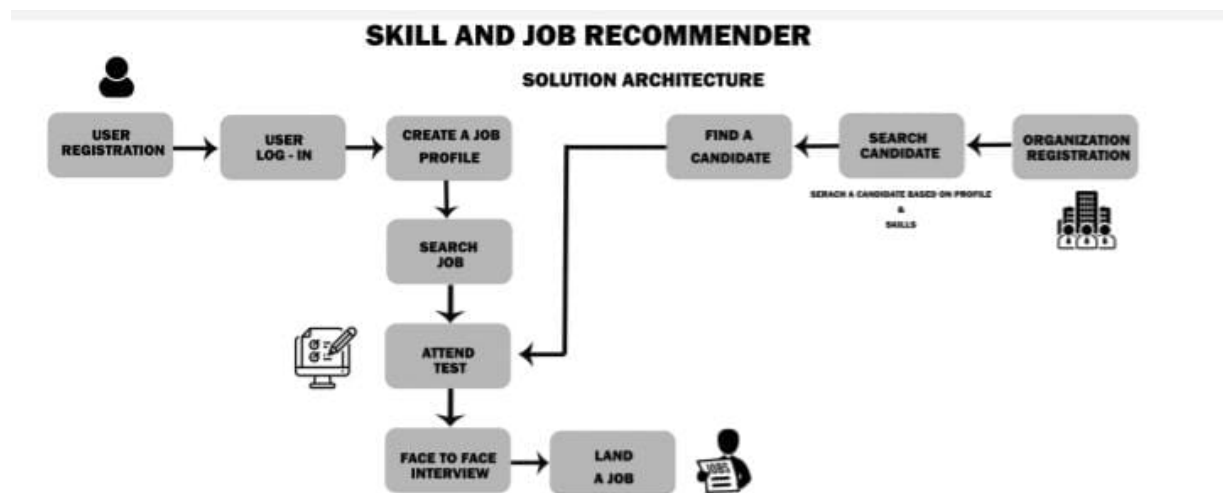 SKILL AND JOB RECOMMENDER
SOLUTION ARCHITECTURE
USER
REGISTRATION
USER
LOG - IN
CREATE A JOB
PROFILE
FIND A
CANDIDATE
SEARCH
CANDIDATE
ORGANIZATION
REGISTRATION
SERACH A CANDIDATE BASED ON PROFILE
&
SKILLS
SEARCH
JOB
ATTEND
TEST
FACE TO FACE
INTERVIEW
LAND
A JOB
JOBS